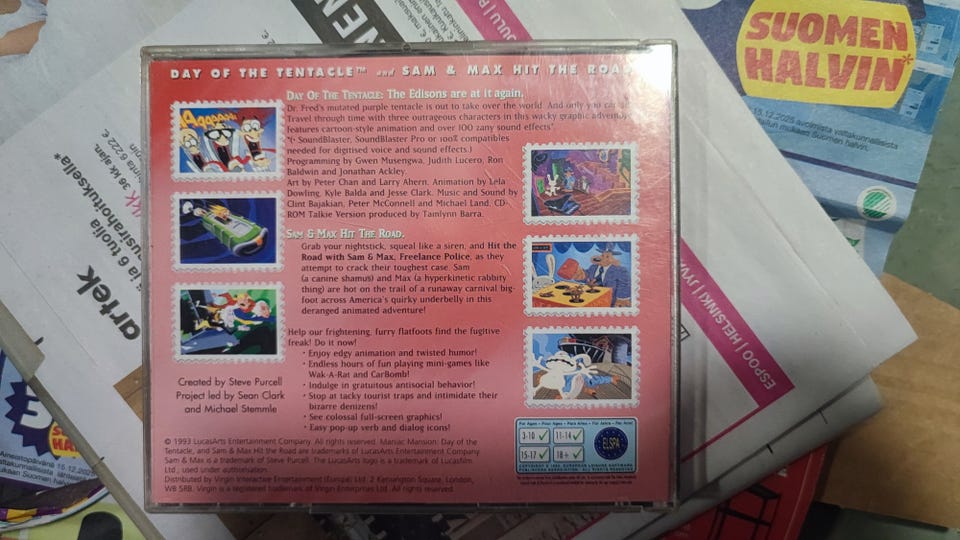 DAY OF THE TENTACLE™ and SAM & MAX HIT THE ROAD
DAY OF THE TENTACLE: The Edisons are at it again.
Dr. Fred's mutated purple tentacle is out to take over the world. And only you can
Travel through time with three outrageous characters in this wacky graphic
features cartoon-style animation and over 100 zany sound effects*
(* SoundBlaster, SoundBlaster Pro or 100% compatibles
needed for digitised voice and sound effects.)
Programming by Gwen Musengwa, Judith Lucero, Ron
Baldwin and Jonathan Ackley.
Art by Peter Chan and Larry Ahern. Animation by Lela
Dowling, Kyle Balda and Jesse Clark. Music and Sound by
Clint Bajakian, Peter McConnell and Michael Land. CD-
ROM Talkie Version produced by Tamlynn Barra.
SAM & MAX HIT THE ROAD.
Grab your nightstick, squeal like a siren, and Hit the
Road with Sam & Max, Freelance Police, as they
attempt to crack their toughest case. Sam
(a canine shamus) and Max (a hyperkinetic rabbity
thing) are hot on the trail of a runaway carnival big-
foot across America's quirky underbelly in this
deranged animated adventure!
Help our frightening, furry flatfoots find the fugitive
freak! Do it now!
· Enjoy edgy animation and twisted humor!
· Endless hours of fun playing mini-games like
Wak-A-Rat and CarBomb!
· Indulge in gratuitous antisocial behavior!
· Stop at tacky tourist traps and intimidate their
bizarre denizens!
· See colossal full-screen graphics!
· Easy pop-up verb and dialog icons!
Created by Steve Purcell
Project led by Sean Clark
and Michael Stemmle
© 1993 LucasArts Entertainment Company. All rights reserved. Maniac Mansion: Day of the
Tentacle, and Sam & Max Hit the Road are trademarks of LucasArts Entertainment Company.
Sam & Max is a trademark of Steve Purcell. The LucasArts logo is a trademark of Lucasfilm
Ltd., used under authorisation.
Distributed by Virgin Interactive Entertainment (Europe) Ltd. 2 Kensington Square, London,
W8 5RB. Virgin is a registered trademark of Virgin Enterprises Ltd. All rights reserved.
3-10
11-14
15-17
18+
ELSPA
SUOMEN
HALVIN*
15.12.2025
Suomen halvin.
artek
36 kk ajan.
ESPOO | HELSINKI | JYV